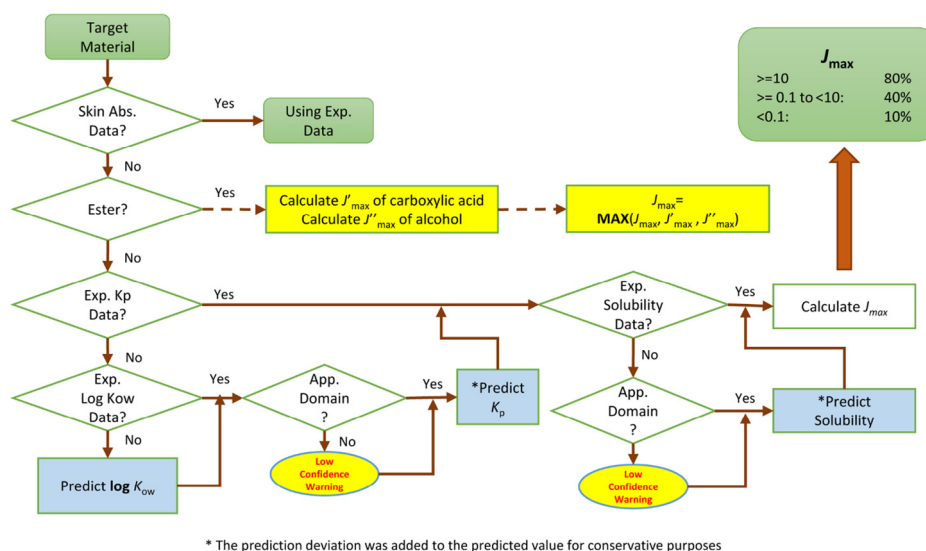 Target
Material
J max
>=10 80%
>= 0.1 to <10: 40%
<0.1: 10%
Skin Abs.
Data?
Yes
Using Exp.
Data
No
Ester?
Yes
Calculate J'max of carboxylic acid
Calculate J''max of alcohol
Jmax=
MAX(Jmax, J'max , J''max)
No
Exp. Kp
Data?
Yes
Exp.
Solubility
Data?
Yes
Calculate Jmax
No
No
Exp.
Log Kow
Data?
Yes
App.
Domain
?
Yes
*Predict
Kp
App.
Domain
?
Yes
*Predict
Solubility
No
No
No
Predict log Kow
Low
Confidence
Warning
Low
Confidence
Warning
* The prediction deviation was added to the predicted value for conservative purposes